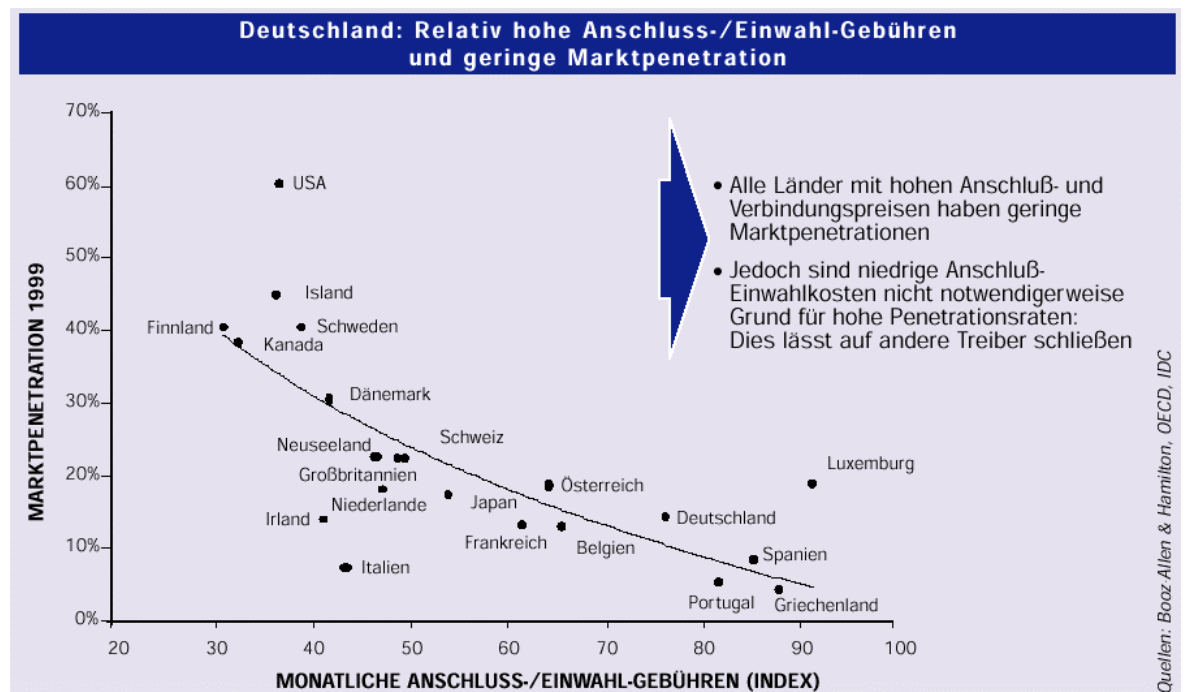 Deutschland: Relativ hohe Anschluss-/Einwahl-Gebühren
und geringe Marktpenetration
MARKTPENETRATION 1999
70%
60%
50%
40%
30%
20%
10%
0%
USA
Island
Finnland
Schweden
Kanada
Dänemark
Neuseeland
Schweiz
Großbritannien
Niederlande
Japan
Österreich
Luxemburg
Irland
Frankreich
Belgien
Deutschland
Italien
Spanien
Portugal
Griechenland
20
30
40
50
60
70
80
90
100
MONATLICHE ANSCHLUSS-/EINWAHL-GEBÜHREN (INDEX)
• Alle Länder mit hohen Anschluß- und
Verbindungspreisen haben geringe
Marktpenetrationen
• Jedoch sind niedrige Anschluß-
Einwahlkosten nicht notwendigerweise
Grund für hohe Penetrationsraten:
Dies lässt auf andere Treiber schließen
Quellen: Booz·Allen & Hamilton, OECD, IDC